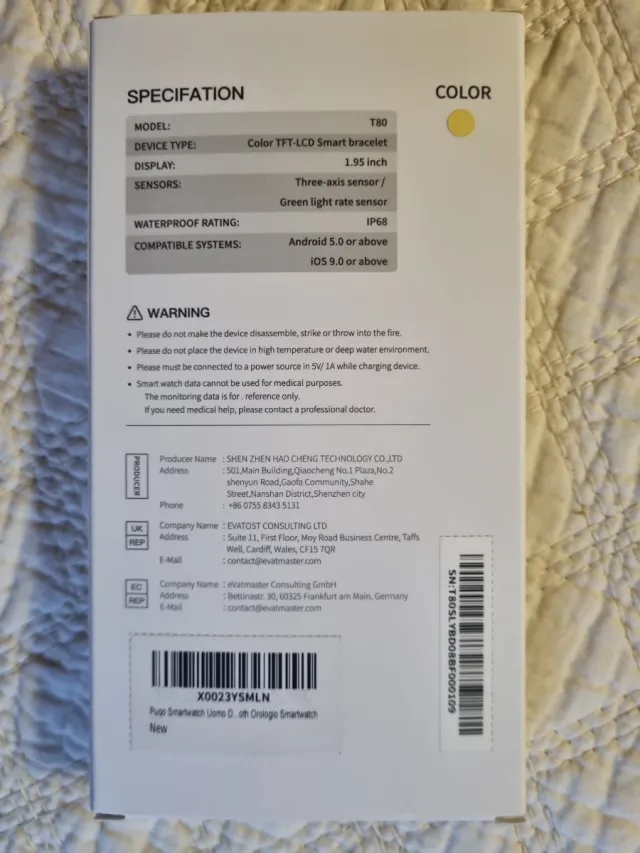 SPECIFATION
COLOR
MODEL: T80
DEVICE TYPE: Color TFT-LCD Smart bracelet
DISPLAY: 1.95 inch
SENSORS: Three-axis sensor /
Green light rate sensor
WATERPROOF RATING: IP68
COMPATIBLE SYSTEMS: Android 5.0 or above
iOS 9.0 or above
WARNING
• Please do not make the device disassemble, strike or throw into the fire.
• Please do not place the device in high temperature or deep water environment.
• Please must be connected to a power source in 5V/ 1A while charging device.
• Smart watch data cannot be used for medical purposes.
The monitoring data is for . reference only.
If you need medical help, please contact a professional doctor.
PRODUCER
Producer Name : SHEN ZHEN HAO CHENG TECHNOLOGY CO.,LTD
Address : 501,Main Building,Qiaocheng No.1 Plaza,No.2
shenyun Road,Gaofa Community,Shahe
Street,Nanshan District,Shenzhen city
Phone : +86 0755 8343 5131
UK REP
Company Name : EVATOST CONSULTING LTD
Address : Suite 11, First Floor, Moy Road Business Centre, Taffs
Well, Cardiff, Wales, CF15 7QR
E-Mail : contact@evatmaster.com
EC REP
Company Name : eVatmaster Consulting GmbH
Address : Bettinastr. 30, 60325 Frankfurt am Main, Germany
E-Mail : contact@evatmaster.com
X0023YSMLN
Puqo Smartwatch Uomo D... oth Orologio Smartwatch
New
SN:T80SLYBD08BF000109